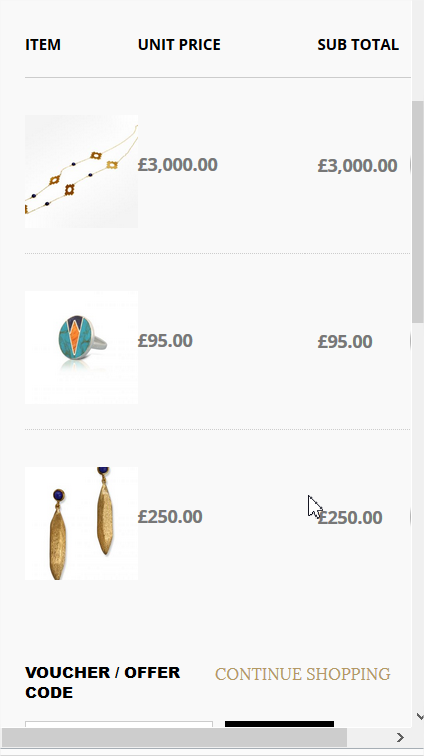 ITEM UNIT PRICE SUB TOTAL
£3,000.00 £3,000.00
£95.00 £95.00
£250.00 £250.00
VOUCHER / OFFER CODE CONTINUE SHOPPING